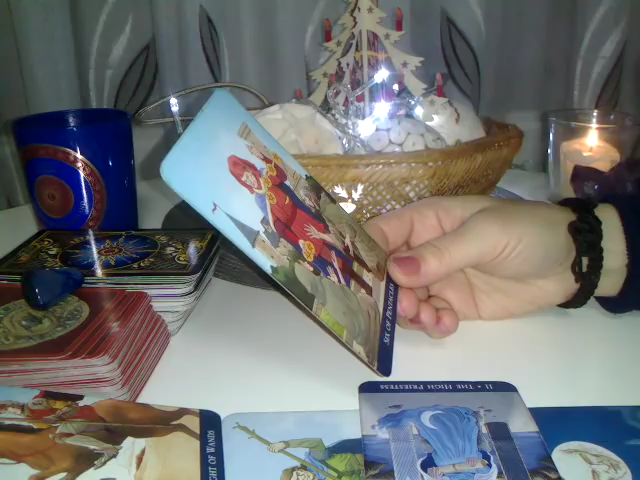 SIX OF PENTACLES
II • THE HIGH PRIESTESS
GHT OF WANDS